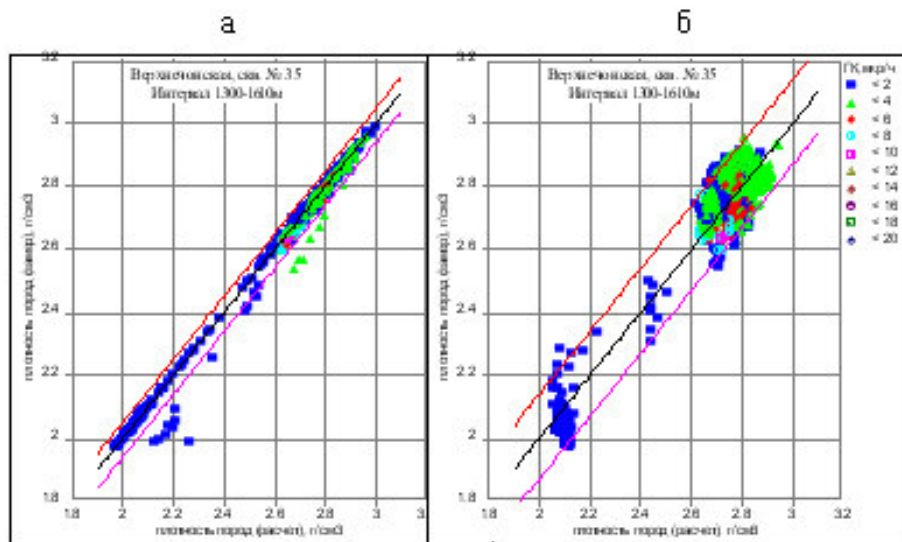 а
б
3.2
3
2.8
2.6
2.4
2.2
2
1.8
плотность пород (замер), г/см3
Верхнечонская, скв. № 35
Интервал 1300-1610м
1.8 2 2.2 2.4 2.6 2.8 3 3.2
плотность пород (расчет), г/см3
3.2
3
2.8
2.6
2.4
2.2
2
1.8
плотность пород (замер), г/см3
Верхнечонская, скв. № 35
Интервал 1300-1610м
1.8 2 2.2 2.4 2.6 2.8 3 3.2
плотность пород (расчет), г/см3
ГК, мкр/ч
< 2
< 4
< 6
< 8
< 10
< 12
< 14
< 16
< 18
< 20